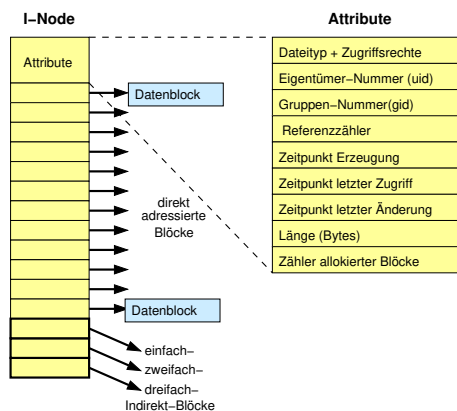 I−Node
Attribute
Attribute
Datenblock
direkt
adressierte
Blöcke
Datenblock
einfach−
zweifach−
dreifach−
Indirekt−Blöcke
Dateityp + Zugriffsrechte
Eigentümer−Nummer (uid)
Gruppen−Nummer(gid)
Referenzzähler
Zeitpunkt Erzeugung
Zeitpunkt letzter Zugriff
Zeitpunkt letzter Änderung
Länge (Bytes)
Zähler allokierter Blöcke